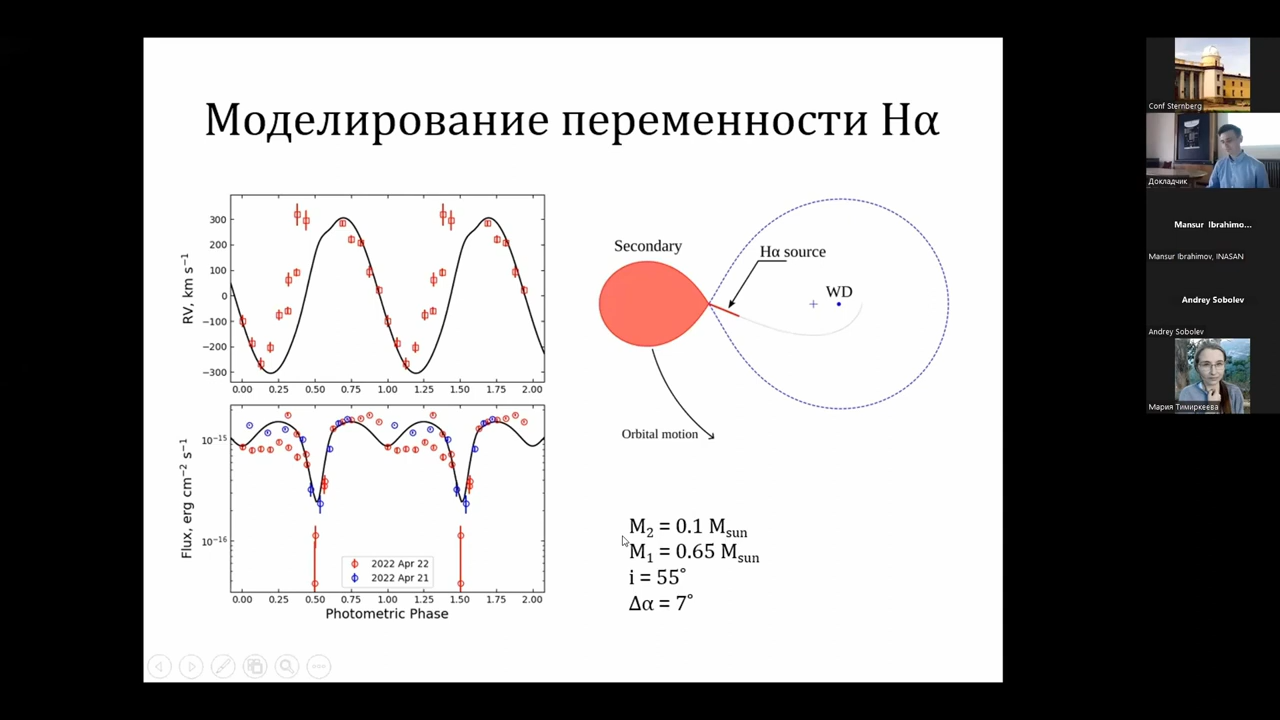 Моделирование переменности Hα
RV, km s⁻¹
300
200
100
0
−100
−200
−300
0.00 0.25 0.50 0.75 1.00 1.25 1.50 1.75 2.00
Flux, erg cm⁻² s⁻¹
10⁻¹⁵
10⁻¹⁶
2022 Apr 22
2022 Apr 21
0.00 0.25 0.50 0.75 1.00 1.25 1.50 1.75 2.00
Photometric Phase
Secondary
Hα source
WD
Orbital motion
M₂ = 0.1 Msun
M₁ = 0.65 Msun
i = 55°
Δα = 7°
Conf Sternberg
Докладчик
Mansur Ibrahimo...
Mansur Ibrahimov, INASAN
Andrey Sobolev
Andrey Sobolev
Мария Тимиркеева